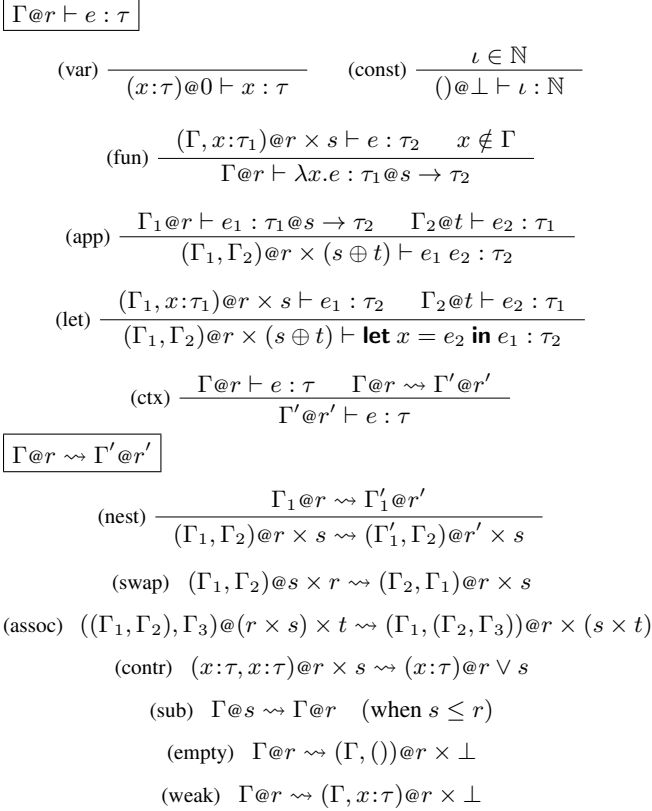 Γ@r ⊢ e : τ
(var) (x:τ)@0 ⊢ x : τ (const) ι ∈ ℕ / ()@⊥ ⊢ ι : ℕ
(fun) (Γ, x:τ₁)@r × s ⊢ e : τ₂ x ∉ Γ
Γ@r ⊢ λx.e : τ₁@s → τ₂
(app) Γ₁@r ⊢ e₁ : τ₁@s → τ₂ Γ₂@t ⊢ e₂ : τ₁
(Γ₁, Γ₂)@r × (s ⊕ t) ⊢ e₁ e₂ : τ₂
(let) (Γ₁, x:τ₁)@r × s ⊢ e₁ : τ₂ Γ₂@t ⊢ e₂ : τ₁
(Γ₁, Γ₂)@r × (s ⊕ t) ⊢ let x = e₂ in e₁ : τ₂
(ctx) Γ@r ⊢ e : τ Γ@r ⇝ Γ′@r′
Γ′@r′ ⊢ e : τ
Γ@r ⇝ Γ′@r′
(nest) Γ₁@r ⇝ Γ′₁@r′
(Γ₁, Γ₂)@r × s ⇝ (Γ′₁, Γ₂)@r′ × s
(swap) (Γ₁, Γ₂)@s × r ⇝ (Γ₂, Γ₁)@r × s
(assoc) ((Γ₁, Γ₂), Γ₃)@(r × s) × t ⇝ (Γ₁, (Γ₂, Γ₃))@r × (s × t)
(contr) (x:τ, x:τ)@r × s ⇝ (x:τ)@r ∨ s
(sub) Γ@s ⇝ Γ@r (when s ≤ r)
(empty) Γ@r ⇝ (Γ, ())@r × ⊥
(weak) Γ@r ⇝ (Γ, x:τ)@r × ⊥